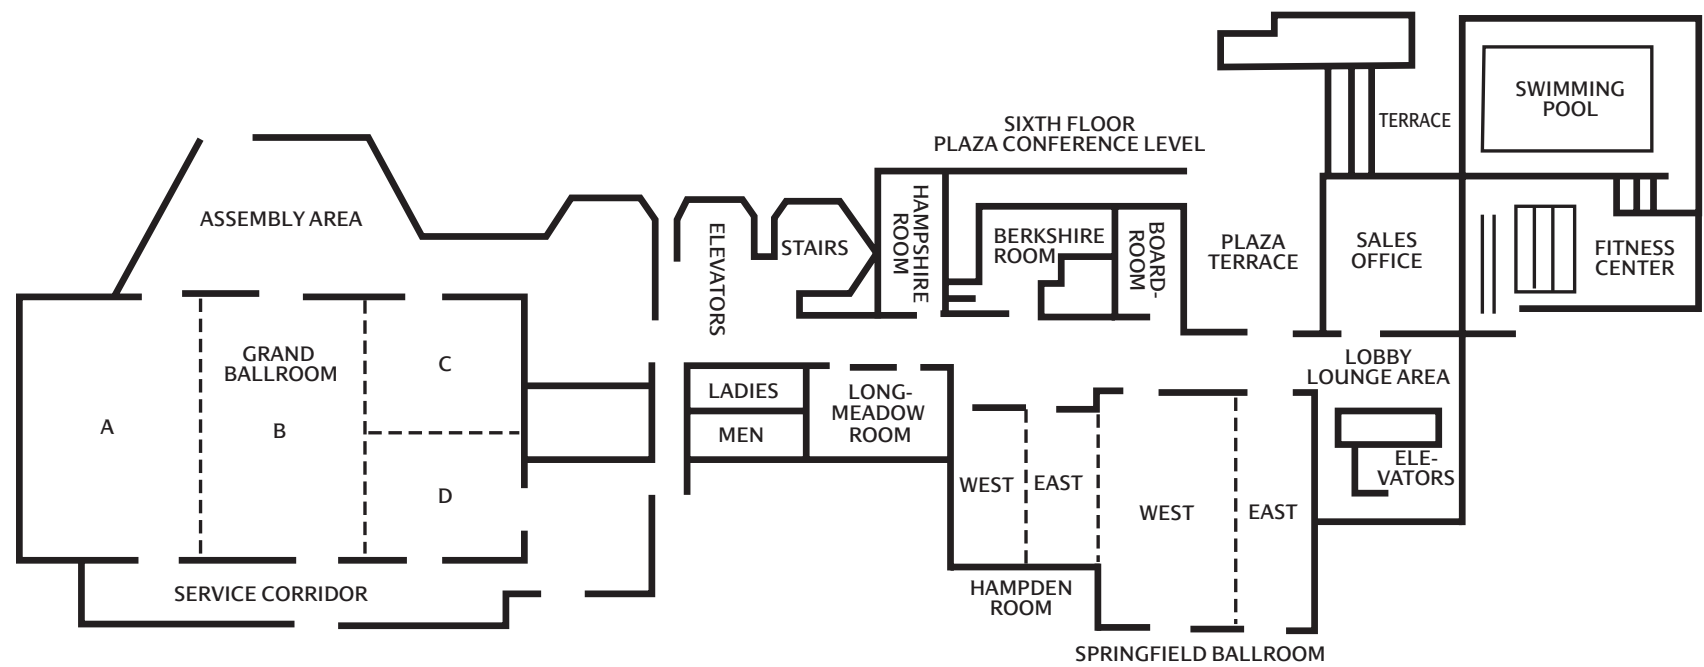 SWIMMING
POOL
TERRACE
SIXTH FLOOR
PLAZA CONFERENCE LEVEL
ASSEMBLY AREA
ELEVATORS
STAIRS
HAMPSHIRE
ROOM
BERKSHIRE
ROOM
BOARD-
ROOM
PLAZA
TERRACE
SALES
OFFICE
FITNESS
CENTER
GRAND
BALLROOM
A
B
C
D
LADIES
MEN
LONG-
MEADOW
ROOM
LOBBY
LOUNGE AREA
ELE-
VATORS
WEST
EAST
WEST
EAST
SERVICE CORRIDOR
HAMPDEN
ROOM
SPRINGFIELD BALLROOM